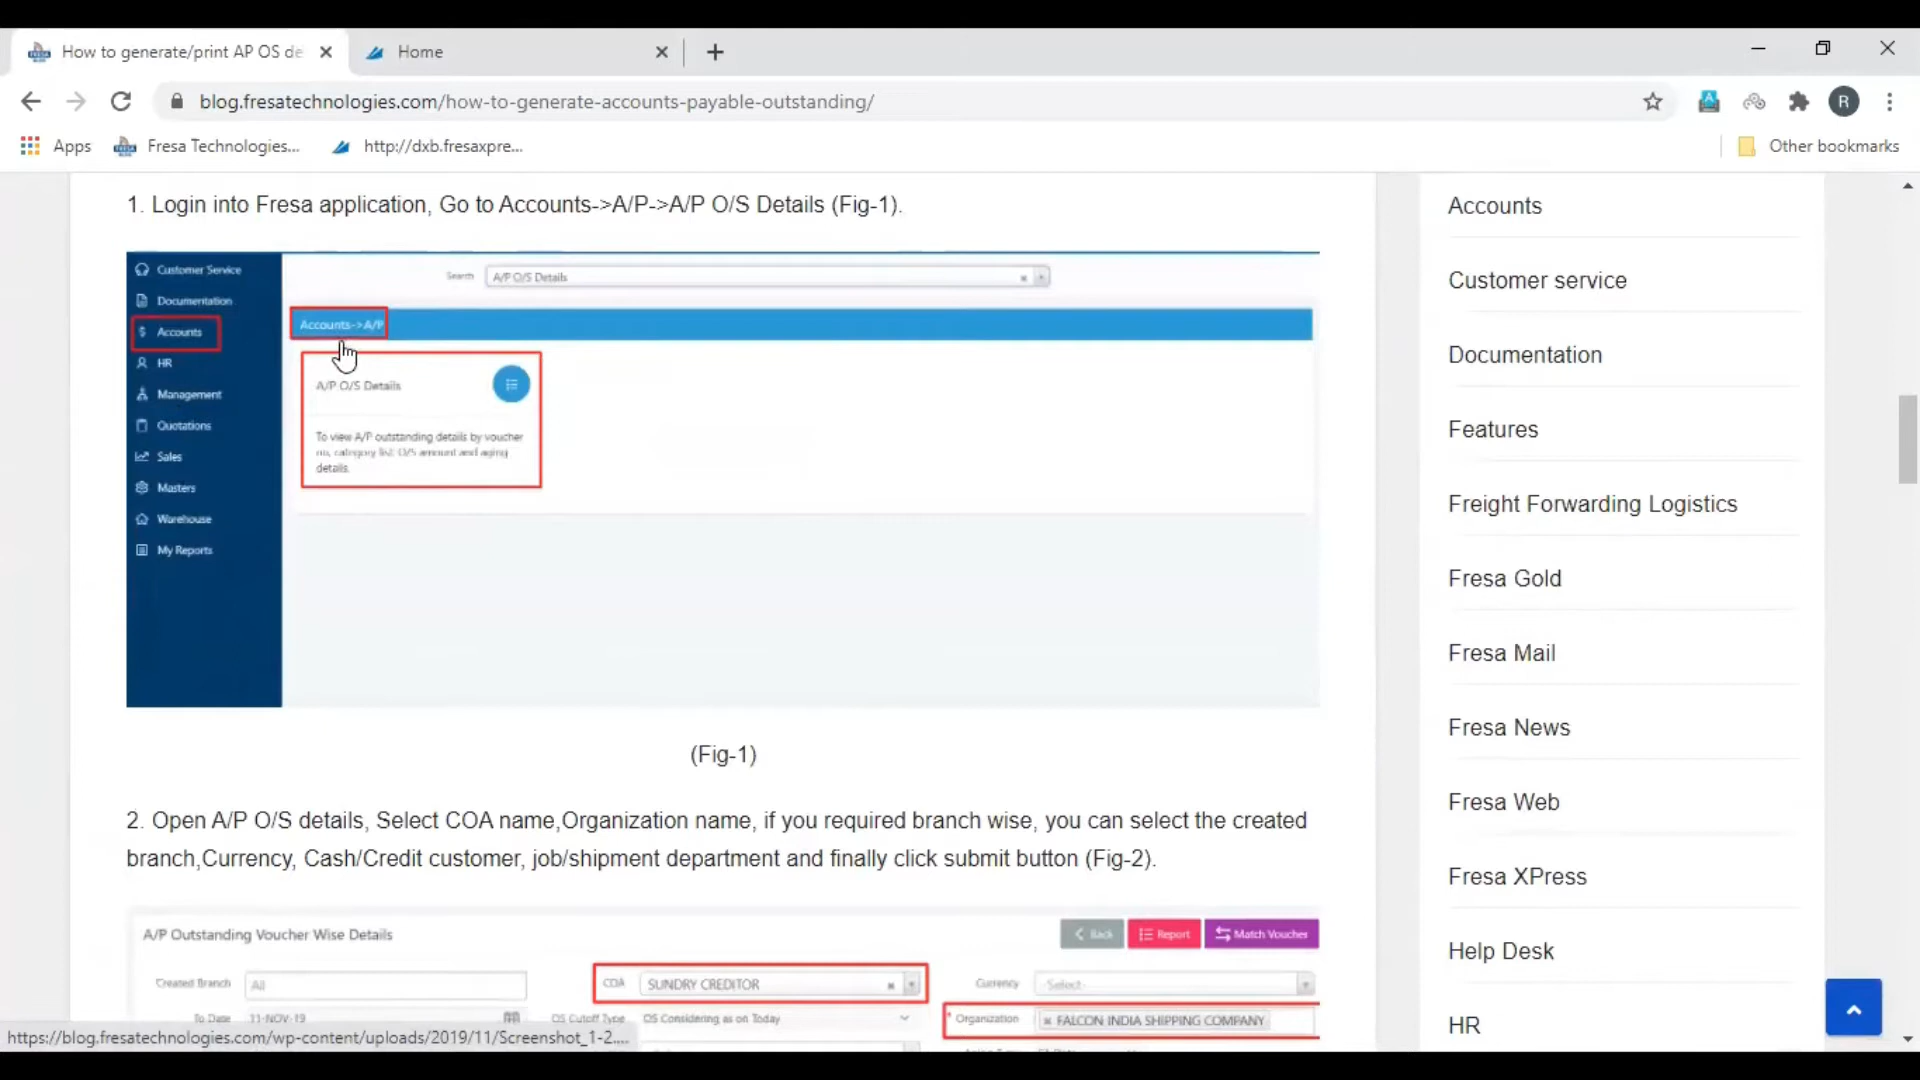 How to generate/print AP OS de
Home
blog.fresatechnologies.com/how-to-generate-accounts-payable-outstanding/
R
Apps
Fresa Technologies...
http://dxb.fresaxpre...
Other bookmarks
1. Login into Fresa application, Go to Accounts->A/P->A/P O/S Details (Fig-1).
Customer Service
Documentation
Accounts
HR
Management
Quotations
Sales
Masters
Warehouse
My Reports
Search
A/P O/S Details
Accounts->A/P
A/P O/S Details
To view A/P outstanding details by voucher
no, category list, O/S amount and aging
details.
(Fig-1)
2. Open A/P O/S details, Select COA name,Organization name, if you required branch wise, you can select the created
branch,Currency, Cash/Credit customer, job/shipment department and finally click submit button (Fig-2).
A/P Outstanding Voucher Wise Details
Back
Report
Match Voucher
Created Branch
All
COA
SUNDRY CREDITOR
Currency
-Select-
To Date
11-NOV-19
OS Cutoff Type
OS Considering as on Today
* Organization
FALCON INDIA SHIPPING COMPANY
https://blog.fresatechnologies.com/wp-content/uploads/2019/11/Screenshot_1-2....
Accounts
Customer service
Documentation
Features
Freight Forwarding Logistics
Fresa Gold
Fresa Mail
Fresa News
Fresa Web
Fresa XPress
Help Desk
HR